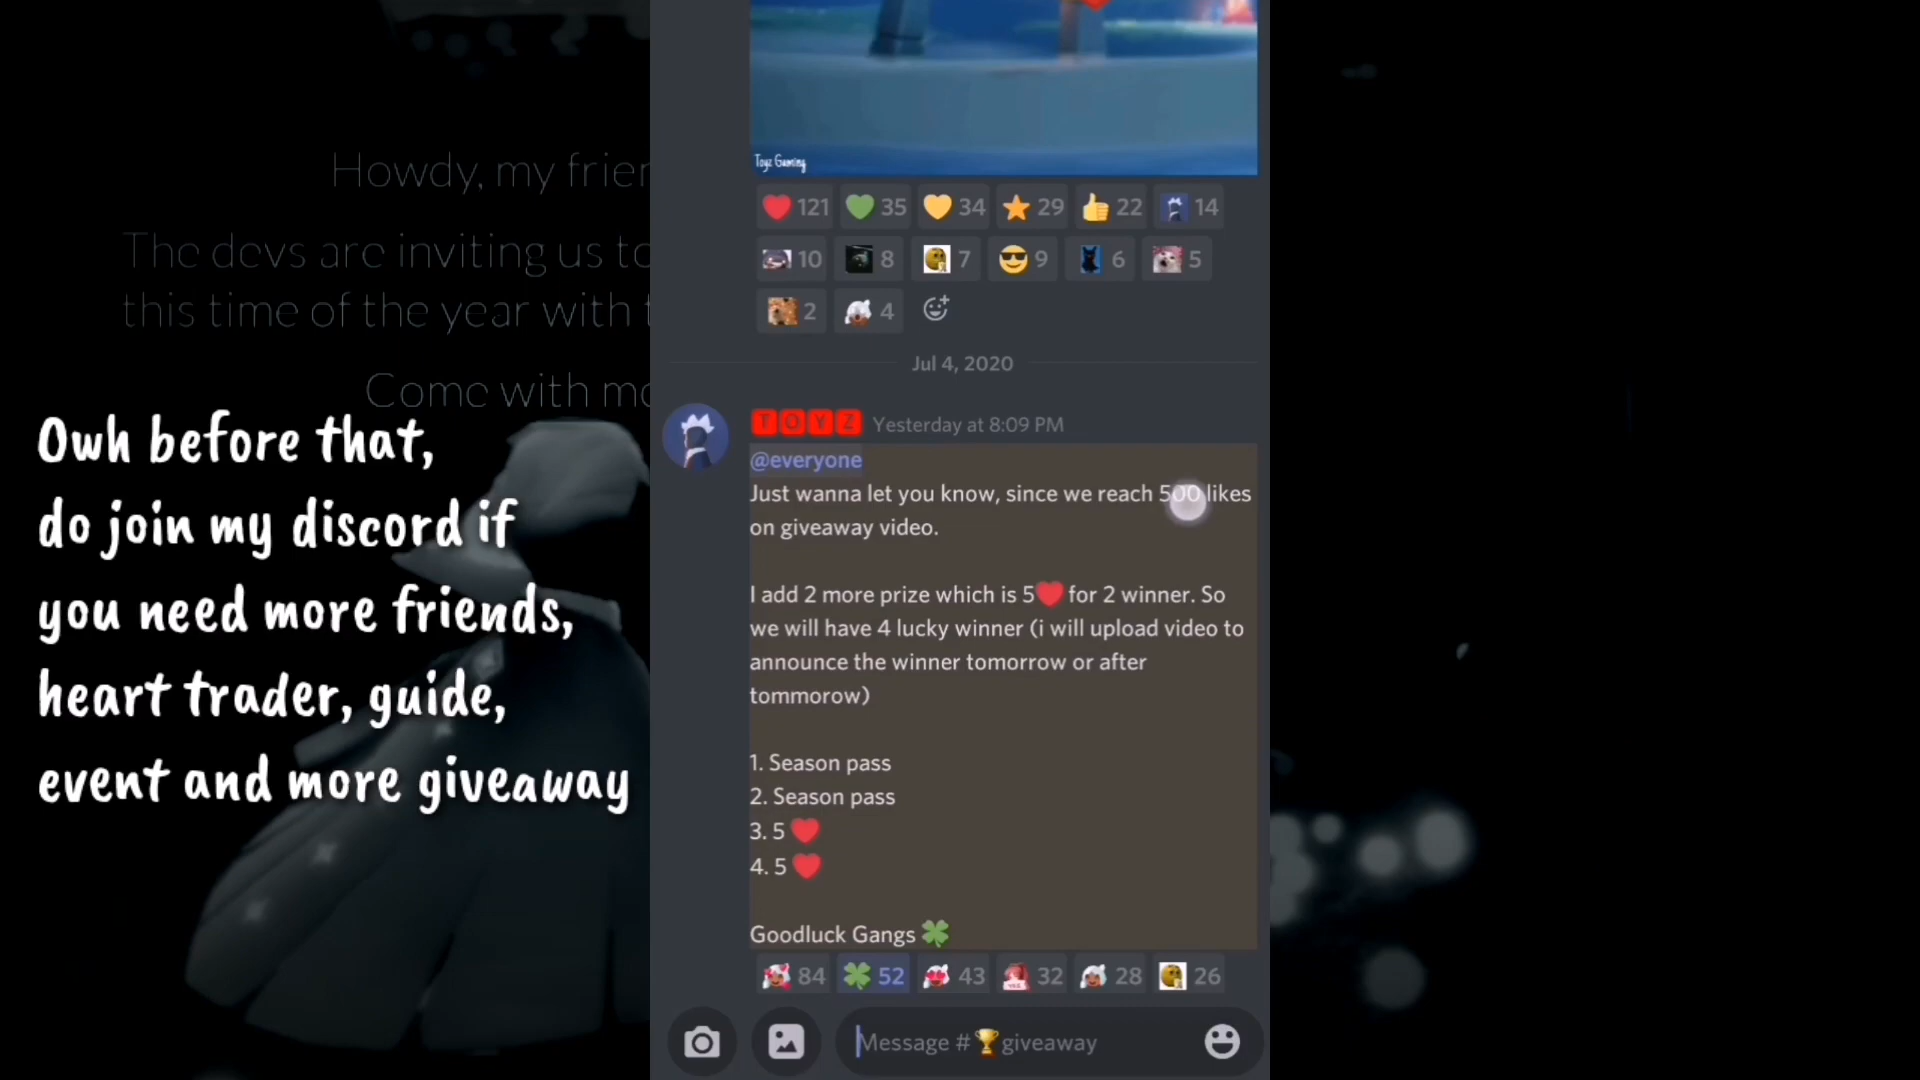 Howdy, my frien
The devs are inviting us to
this time of the year with t
Come with me
Owh before that,
do join my discord if
you need more friends,
heart trader, guide,
event and more giveaway
Toyz Gaming
121 35 34 29 22 14
10 8 7 9 6 5
2 4
Jul 4, 2020
TOYZ Yesterday at 8:09 PM
@everyone
Just wanna let you know, since we reach 500 likes
on giveaway video.
I add 2 more prize which is 5❤️ for 2 winner. So
we will have 4 lucky winner (i will upload video to
announce the winner tomorrow or after
tommorow)
1. Season pass
2. Season pass
3. 5 ❤️
4. 5 ❤️
Goodluck Gangs 🍀
84 52 43 32 28 26
Message #🏆giveaway